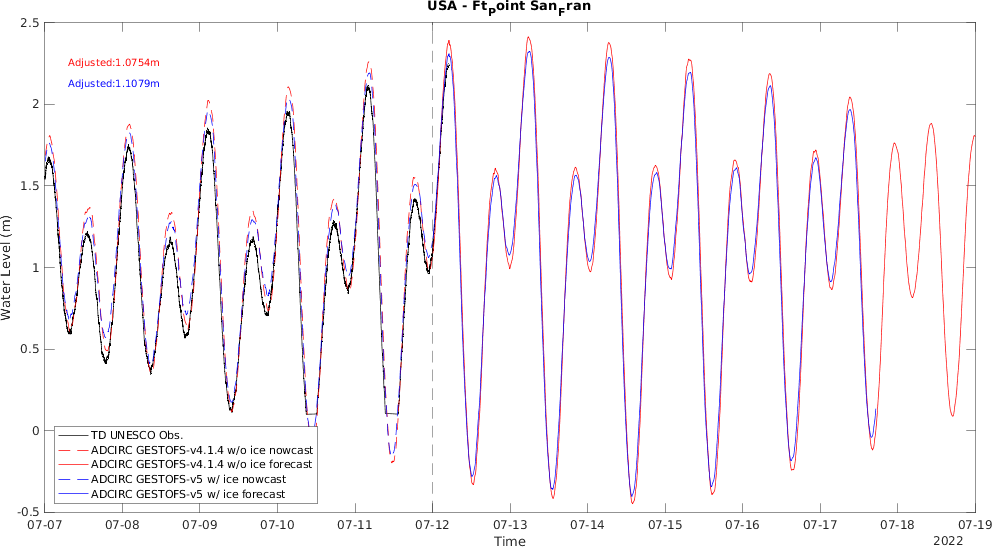 USA - FtPoint SanFran
Adjusted:1.0754m
Adjusted:1.1079m
Water Level (m)
2.5
2
1.5
1
0.5
0
-0.5
TD UNESCO Obs.
ADCIRC GESTOFS-v4.1.4 w/o ice nowcast
ADCIRC GESTOFS-v4.1.4 w/o ice forecast
ADCIRC GESTOFS-v5 w/ ice nowcast
ADCIRC GESTOFS-v5 w/ ice forecast
07-07 07-08 07-09 07-10 07-11 07-12 07-13 07-14 07-15 07-16 07-17 07-18 07-19
Time
2022